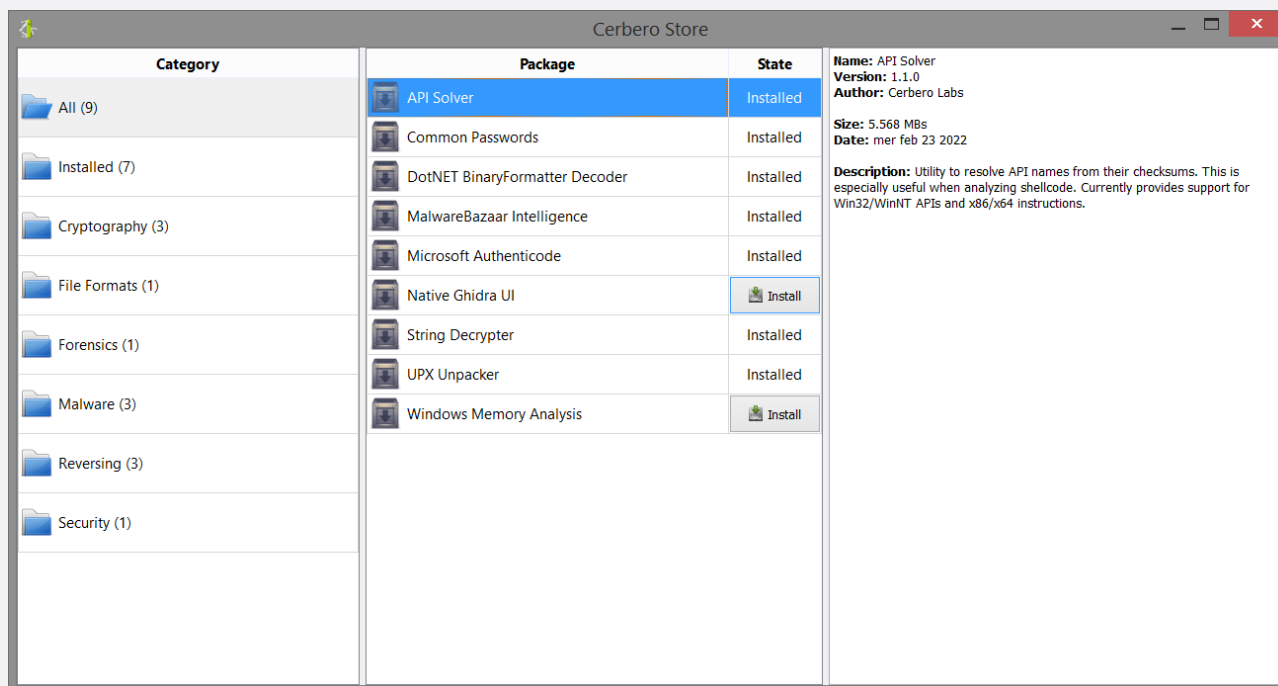 Cerbero Store
Category
All (9)
Installed (7)
Cryptography (3)
File Formats (1)
Forensics (1)
Malware (3)
Reversing (3)
Security (1)
Package State
API Solver Installed
Common Passwords Installed
DotNET BinaryFormatter Decoder Installed
MalwareBazaar Intelligence Installed
Microsoft Authenticode Installed
Native Ghidra UI Install
String Decrypter Installed
UPX Unpacker Installed
Windows Memory Analysis Install
Name: API Solver
Version: 1.1.0
Author: Cerbero Labs
Size: 5.568 MBs
Date: mer feb 23 2022
Description: Utility to resolve API names from their checksums. This is
especially useful when analyzing shellcode. Currently provides support for
Win32/WinNT APIs and x86/x64 instructions.